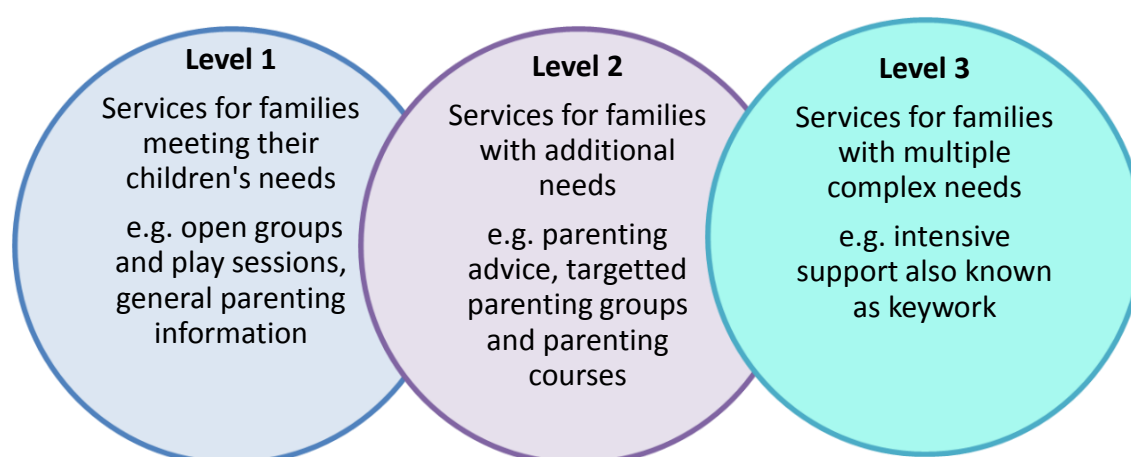 Level 1
Services for families
meeting their
children's needs
e.g. open groups
and play sessions,
general parenting
information
Level 2
Services for families
with additional
needs
e.g. parenting
advice, targetted
parenting groups
and parenting
courses
Level 3
Services for families
with multiple
complex needs
e.g. intensive
support also known
as keywork